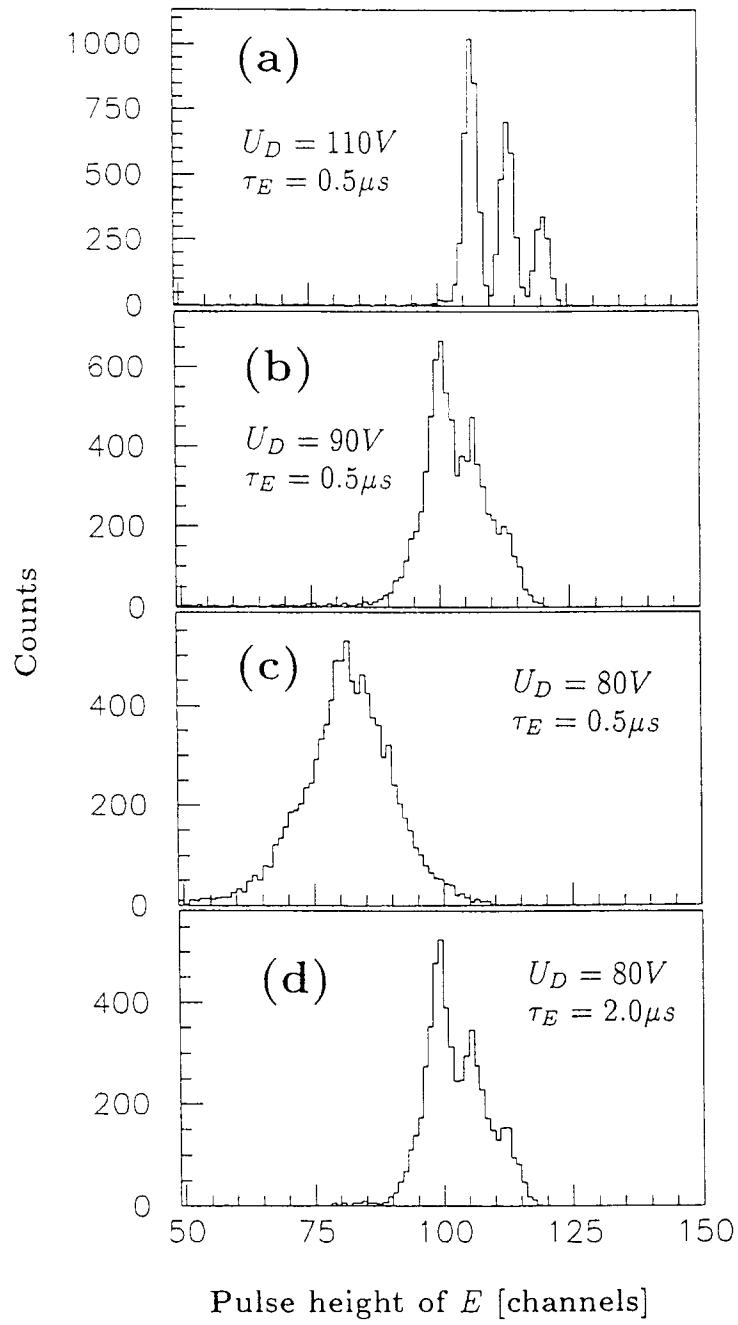 1000
750
500
250
0
(a)
U_D = 110V
τ_E = 0.5μs
600
400
200
0
(b)
U_D = 90V
τ_E = 0.5μs
Counts
400
200
0
(c)
U_D = 80V
τ_E = 0.5μs
400
200
0
(d)
U_D = 80V
τ_E = 2.0μs
50 75 100 125 150
Pulse height of E [channels]